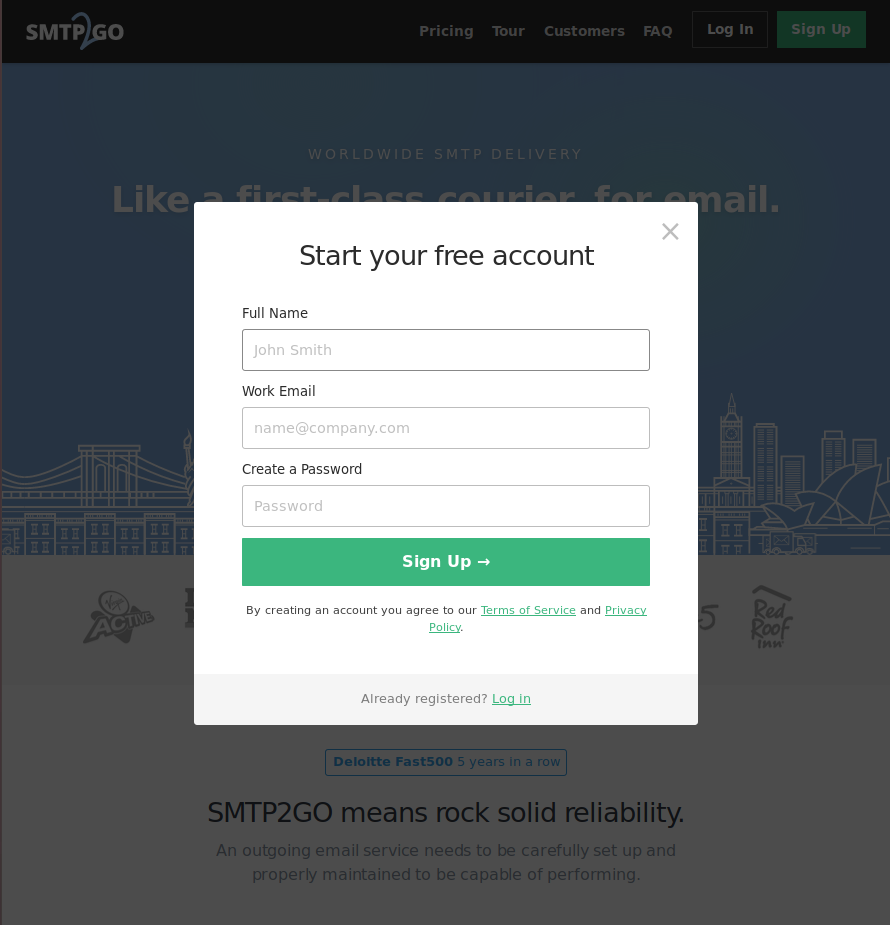 SMTP2GO
Pricing Tour Customers FAQ Log In Sign Up
WORLDWIDE SMTP DELIVERY
Like a first-class courier, for email.
Start your free account
Full Name
John Smith
Work Email
name@company.com
Create a Password
Password
Sign Up →
By creating an account you agree to our Terms of Service and Privacy
Policy.
Virgin
ACTIVE
Red
Roof
Inn
Already registered? Log in
Deloitte Fast500 5 years in a row
SMTP2GO means rock solid reliability.
An outgoing email service needs to be carefully set up and
properly maintained to be capable of performing.